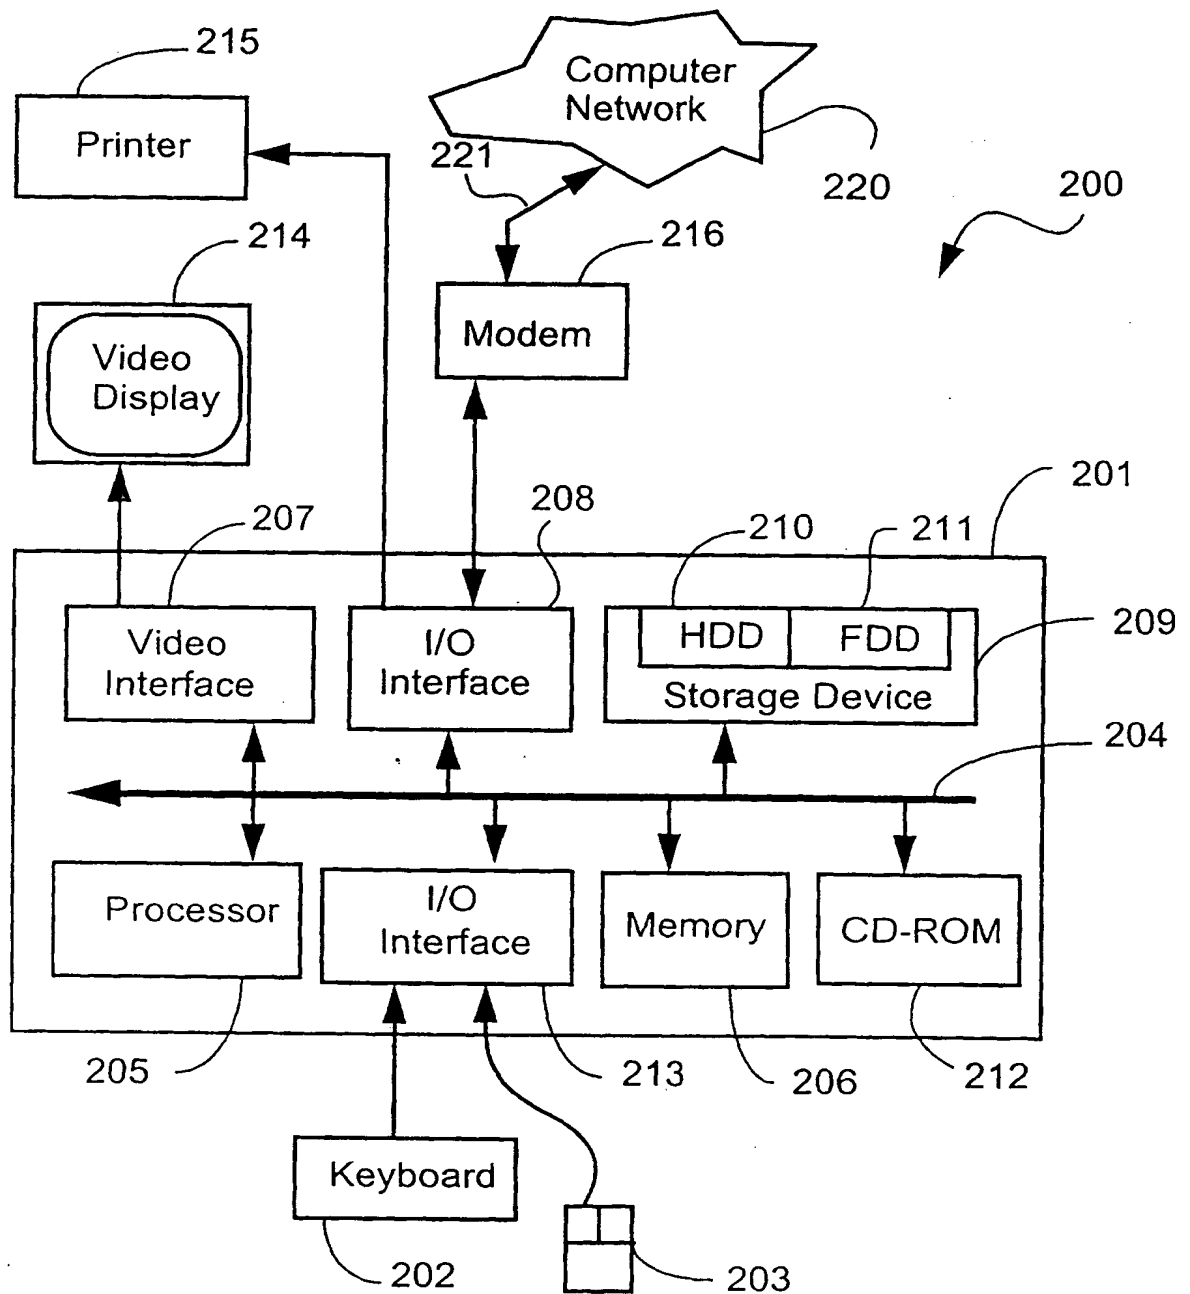 215
Printer
Computer
Network
221
220
200
214
216
Video
Display
Modem
201
207
208
210
211
Video
Interface
I/O
Interface
HDD
FDD
Storage Device
209
204
Processor
I/O
Interface
Memory
CD-ROM
205
213
206
212
Keyboard
202
203